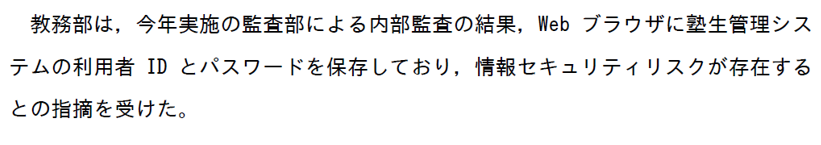 教務部は，今年実施の監査部による内部監査の結果，Web ブラウザに塾生管理シス
テムの利用者 ID とパスワードを保存しており，情報セキュリティリスクが存在する
との指摘を受けた。